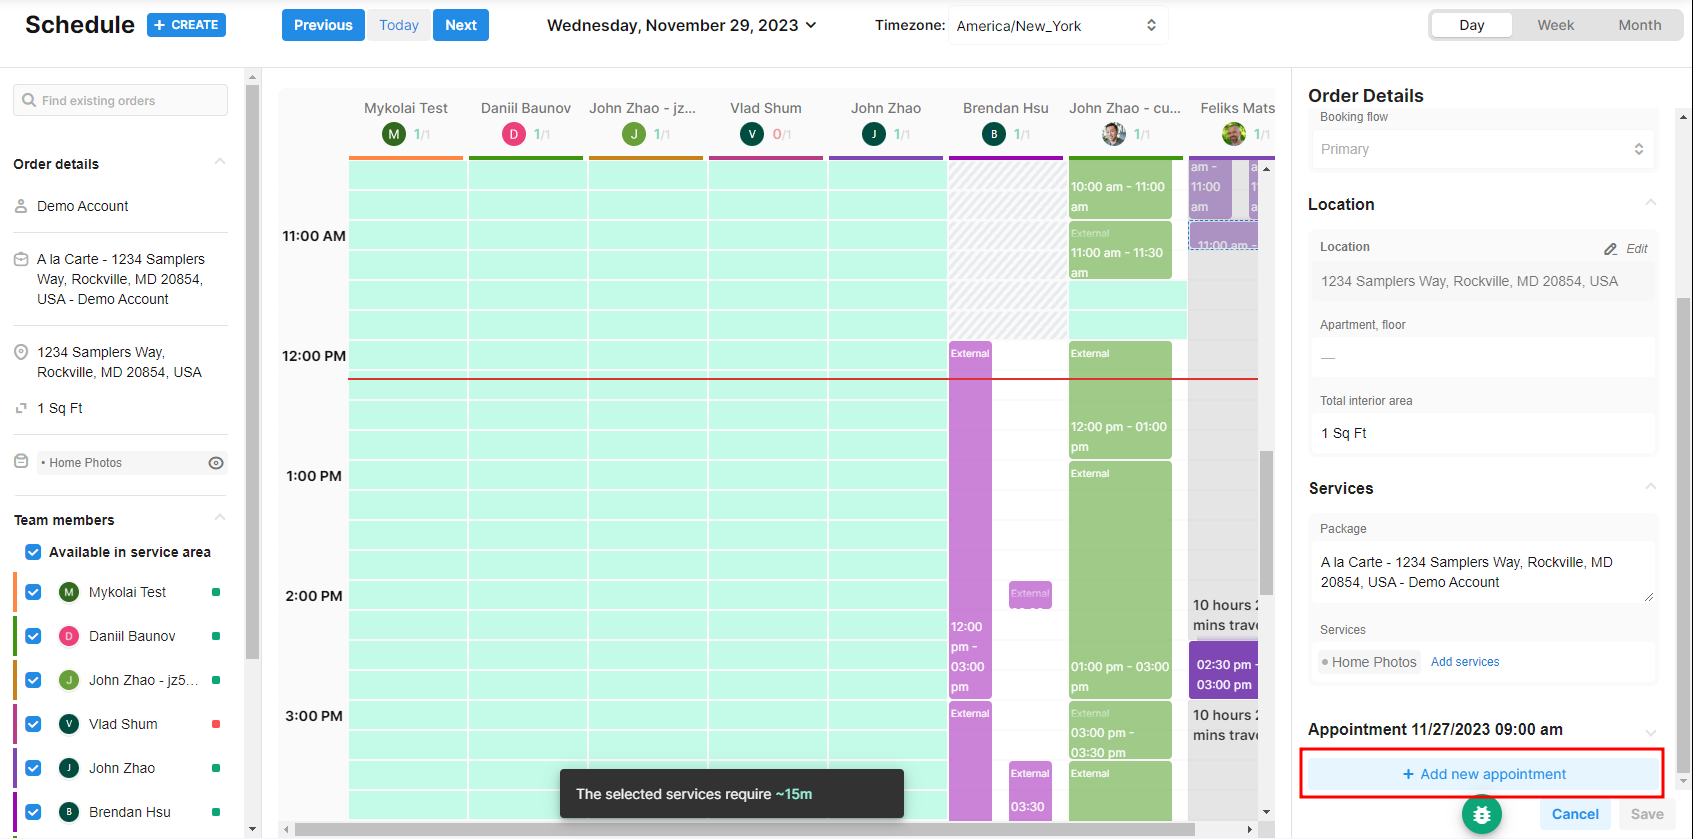 Schedule
+ CREATE
Previous
Today
Next
Wednesday, November 29, 2023
Timezone:
America/New_York
Day
Week
Month
Find existing orders
Order details
Demo Account
A la Carte - 1234 Samplers
Way, Rockville, MD 20854,
USA - Demo Account
1234 Samplers Way,
Rockville, MD 20854, USA
1 Sq Ft
• Home Photos
Team members
Available in service area
M Mykolai Test
D Daniil Baunov
J John Zhao - jz5...
V Vlad Shum
J John Zhao
B Brendan Hsu
Mykolai Test
M 1/1
Daniil Baunov
D 1/1
John Zhao - jz...
J 1/1
Vlad Shum
V 0/1
John Zhao
J 1/1
Brendan Hsu
B 1/1
John Zhao - cu...
1/1
Feliks Mats
1/1
11:00 AM
12:00 PM
1:00 PM
2:00 PM
3:00 PM
External
12:00
pm -
03:00
pm
External
External
External
03:30
10:00 am - 11:00
am
External
11:00 am - 11:30
am
External
12:00 pm - 01:00
pm
External
01:00 pm - 03:00
pm
External
03:00 pm -
03:30 pm
External
am -
11:00
am
a
11
a
11:00 am -
10 hours 2
mins trave
02:30 pm -
03:00 pm
10 hours 2
mins trave
The selected services require ~15m
Order Details
Booking flow
Primary
Location
Location
Edit
1234 Samplers Way, Rockville, MD 20854, USA
Apartment, floor
—
Total interior area
1 Sq Ft
Services
Package
A la Carte - 1234 Samplers Way, Rockville, MD
20854, USA - Demo Account
Services
• Home Photos
Add services
Appointment 11/27/2023 09:00 am
+ Add new appointment
Cancel
Save